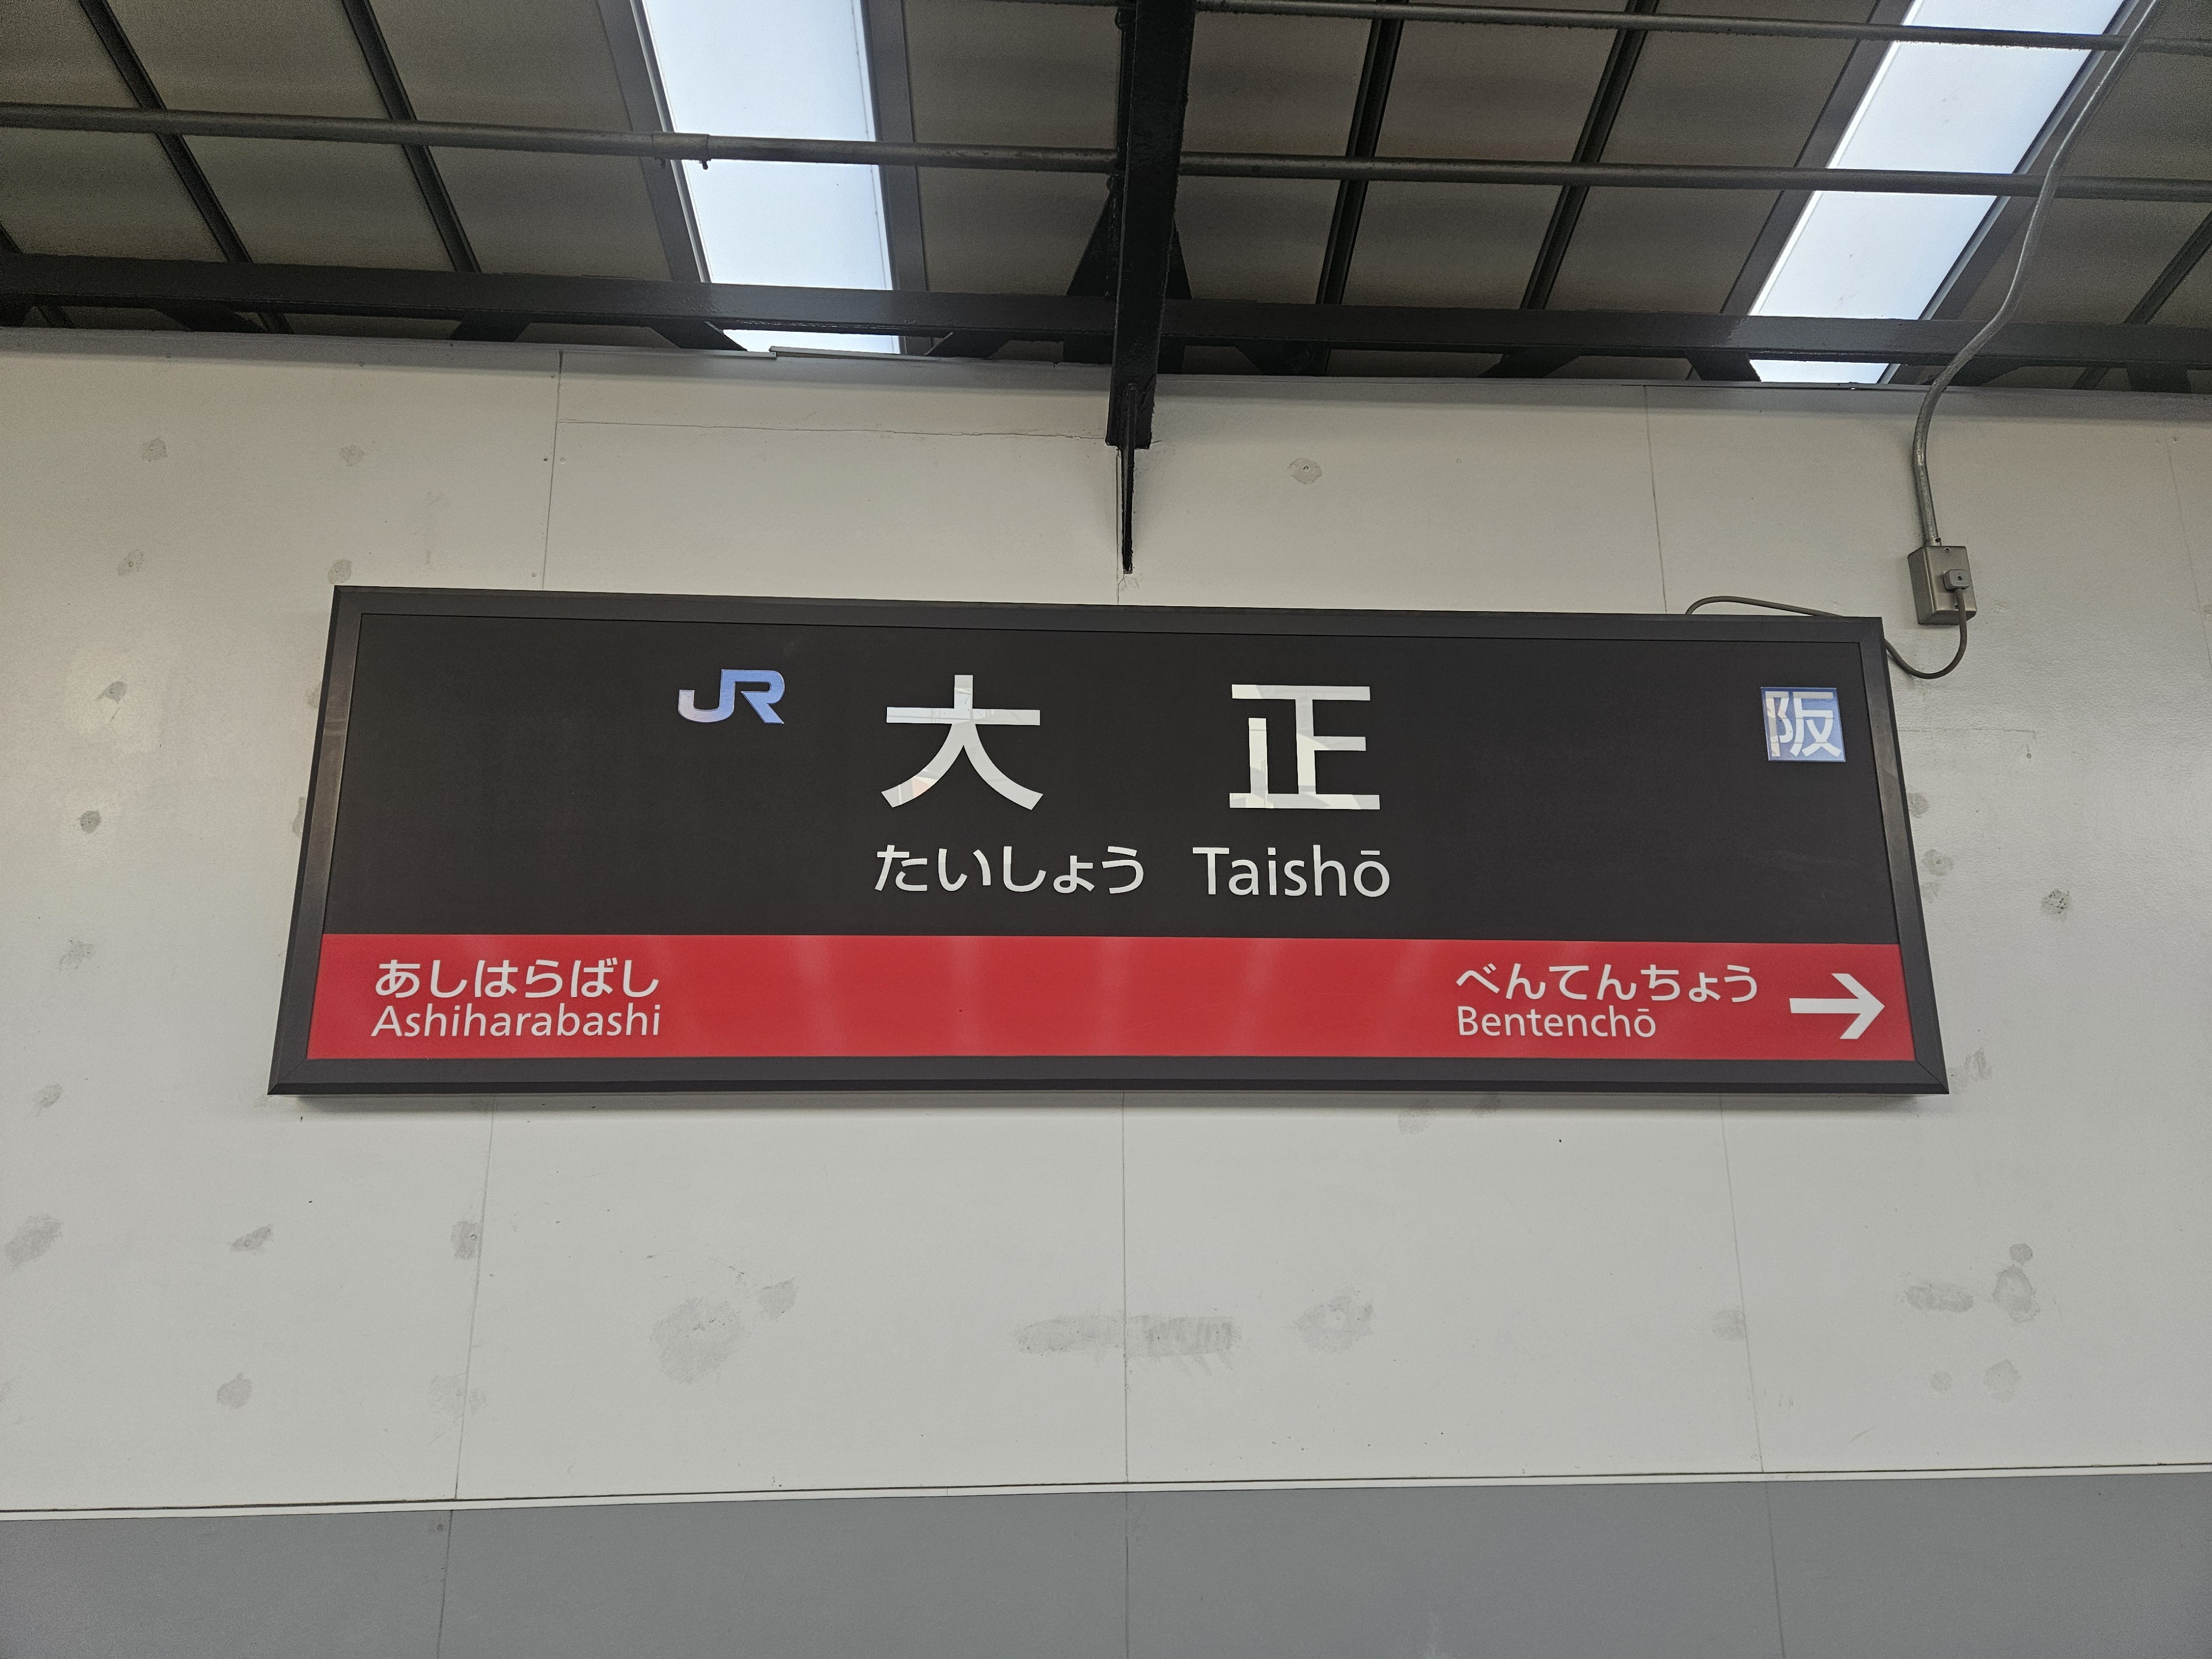 JR 大正 阪
たいしょう Taishō
あしはらばし べんてんちょう →
Ashiharabashi Bentenchō